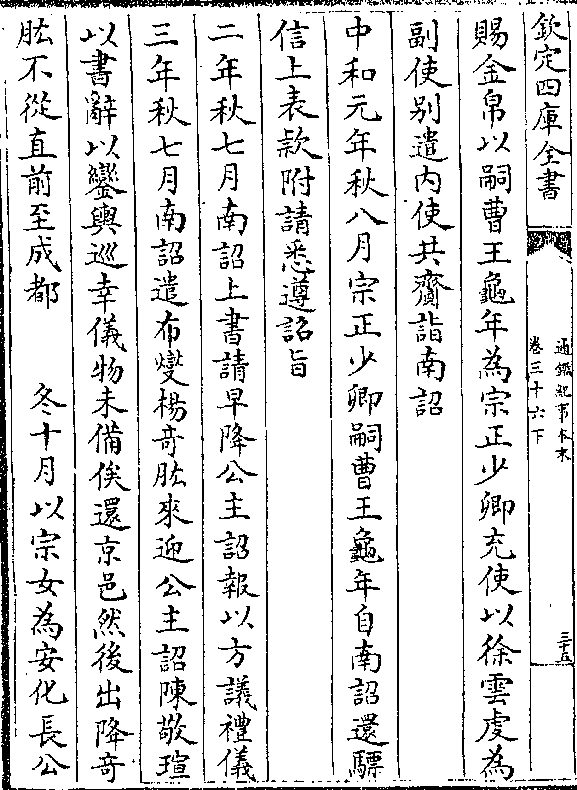 欽定四庫全書
通鑑紀事本末
卷三十六下
三十五
賜金帛以嗣曹王龜年為宗正少卿充使以徐雲虔為
副使别遣内使共齎詣南詔
中和元年秋八月宗正少卿嗣曹王龜年自南詔還驃
信上表款附請悉遵詔旨
二年秋七月南詔上書請早降公主詔報以方議禮儀
三年秋七月南詔遣布燮楊竒肱來迎公主詔陳敬瑄
以書辭以鑾輿巡幸儀物未備俟還京邑然後出降竒
肱不從直前至成都　冬十月以宗女為安化長公